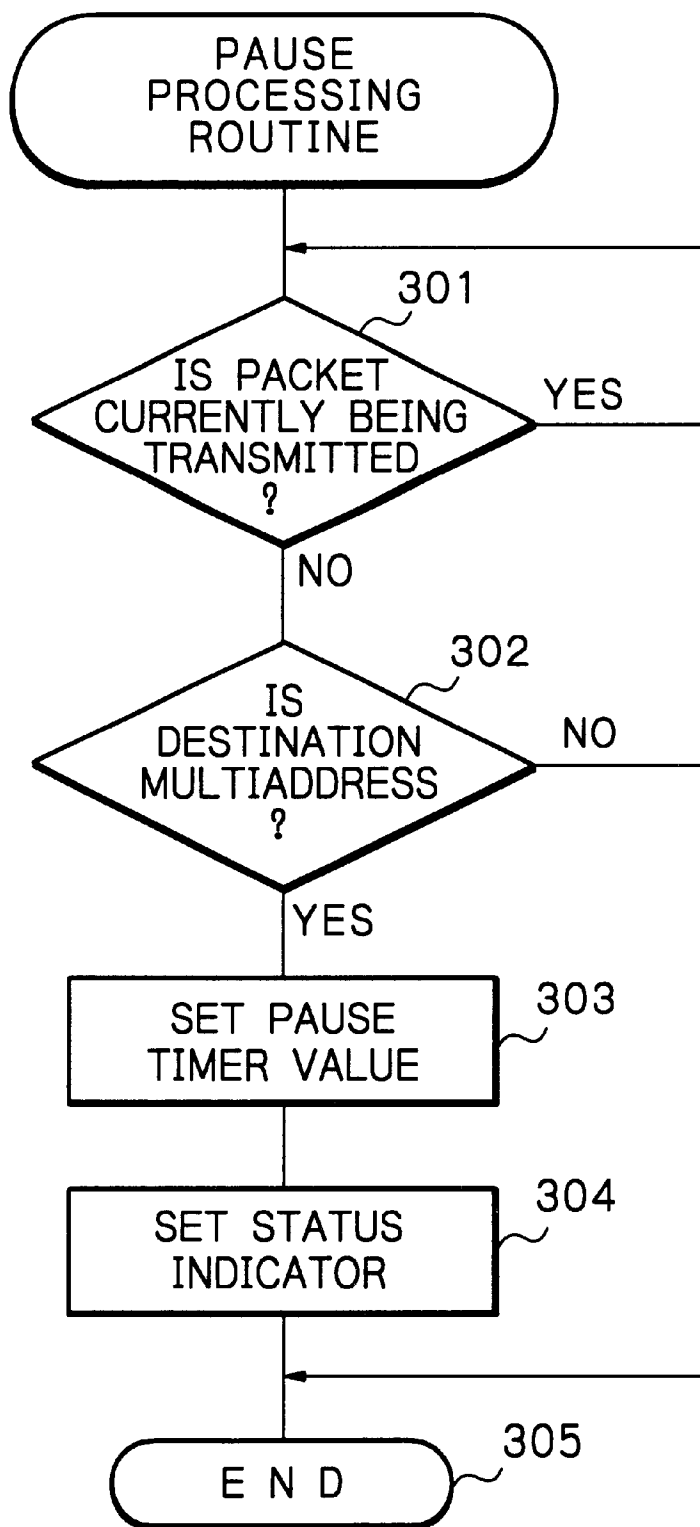 PAUSE
PROCESSING
ROUTINE
301
IS PACKET
CURRENTLY BEING
TRANSMITTED
?
YES
NO
302
IS
DESTINATION
MULTIADDRESS
?
NO
YES
303
SET PAUSE
TIMER VALUE
304
SET STATUS
INDICATOR
305
END